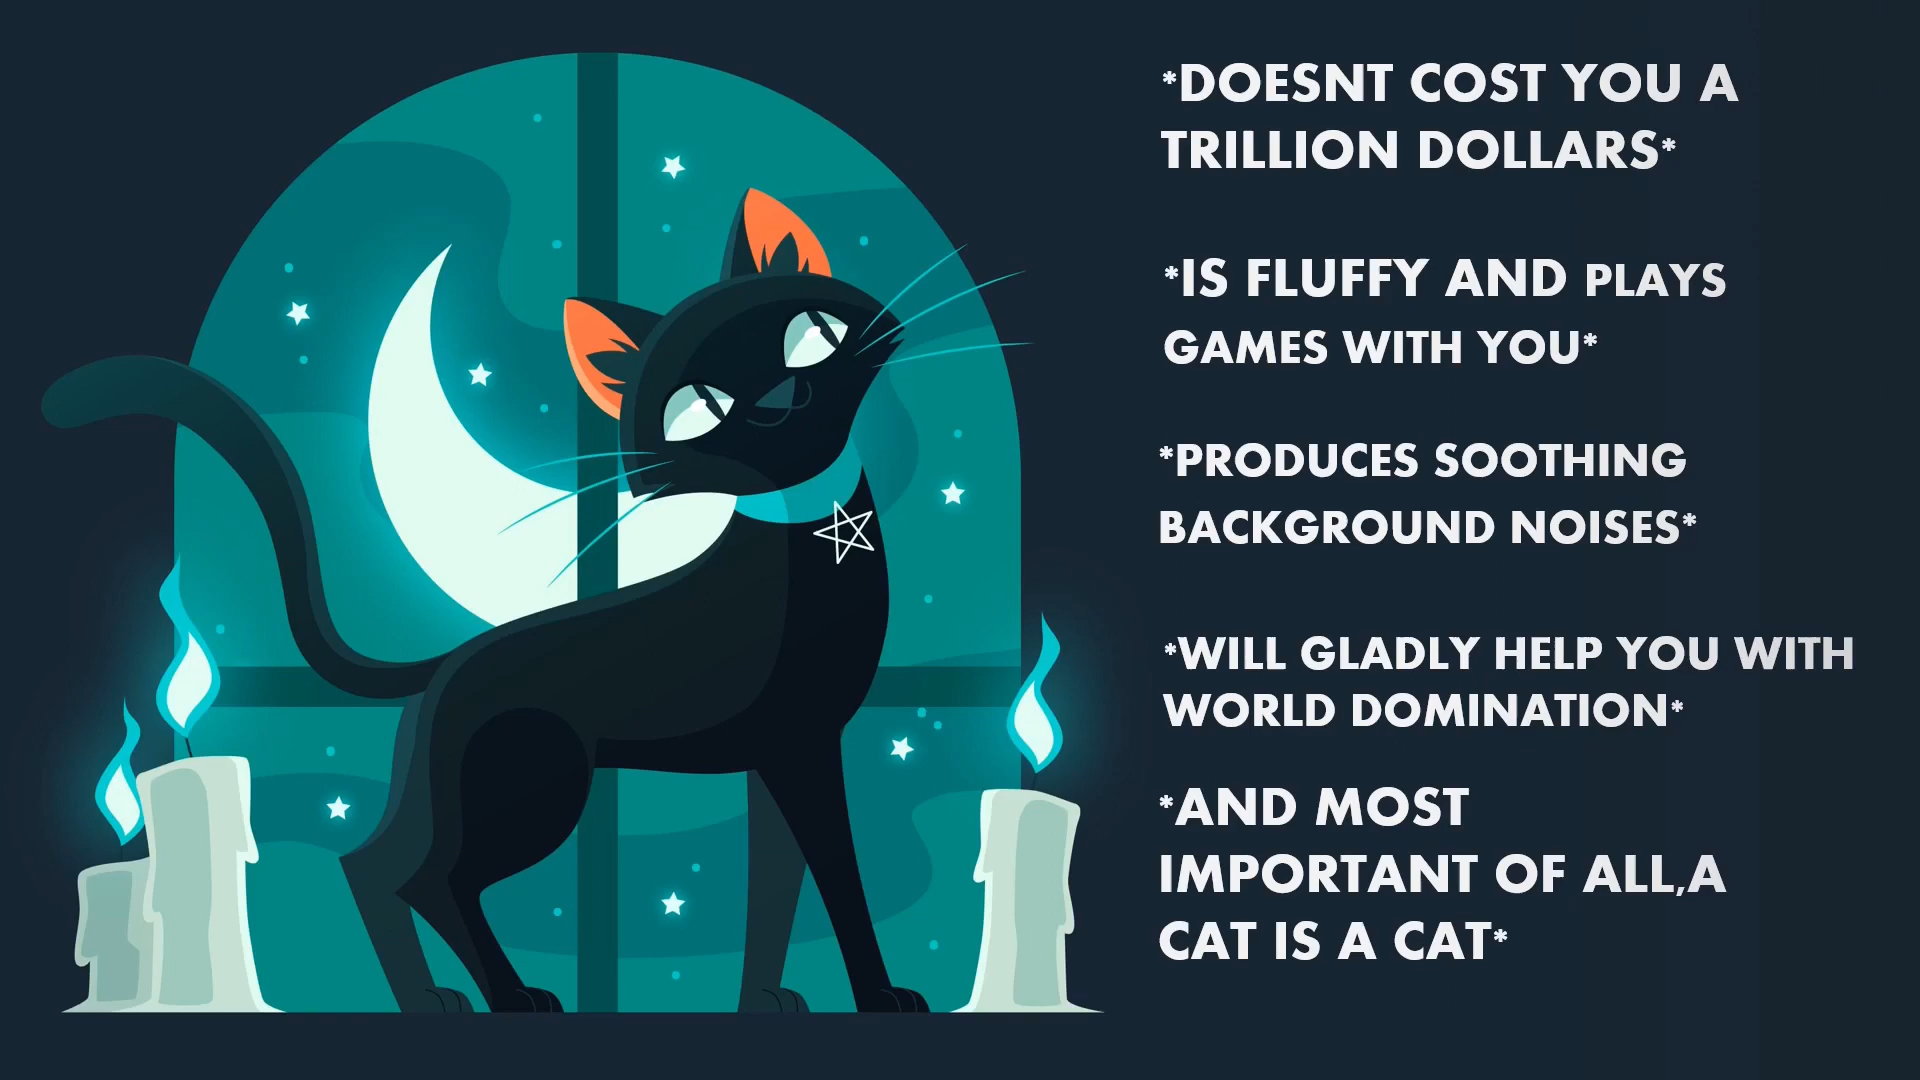 *DOESNT COST YOU A
TRILLION DOLLARS*
*IS FLUFFY AND PLAYS
GAMES WITH YOU*
*PRODUCES SOOTHING
BACKGROUND NOISES*
*WILL GLADLY HELP YOU WITH
WORLD DOMINATION*
*AND MOST
IMPORTANT OF ALL,A
CAT IS A CAT*